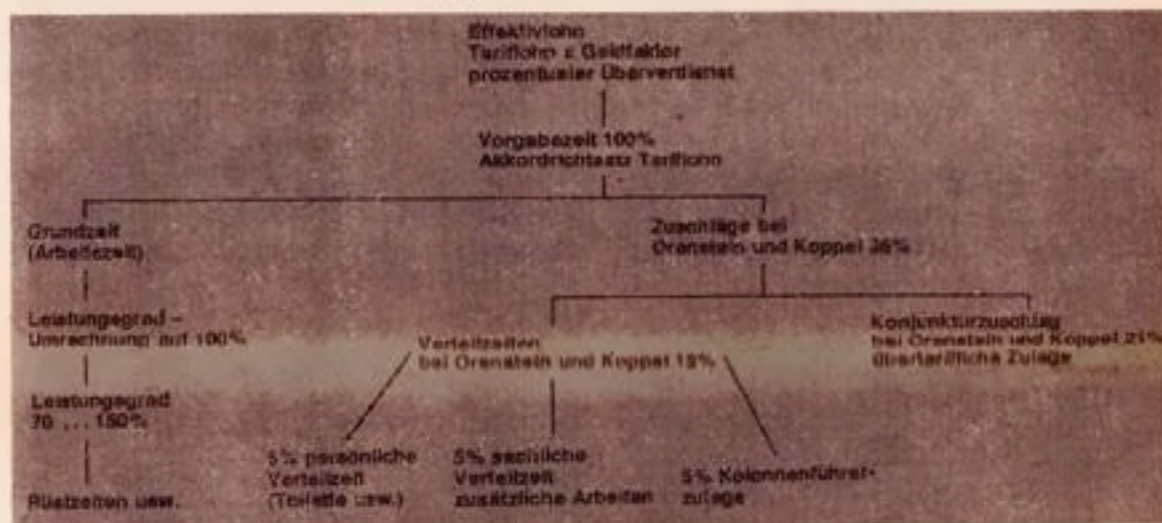 Effektivlohn
Tariflohn x Geldfaktor
prozentualer Überverdienst
Vorgabezeit 100%
Akkordrichtsatz Tariflohn
Grundzeit
(Arbeitszeit)
Zuschläge bei
Orenstein und Koppel 36%
Leistungsgrad –
Umrechnung auf 100%
Verteilzeiten
bei Orenstein und Koppel 15%
Konjunkturzuschlag
bei Orenstein und Koppel 21%
übertarifliche Zulage
Leistungsgrad
70 ... 150%
5% persönliche
Verteilzeit
(Toilette usw.)
5% sachliche
Verteilzeit
zusätzliche Arbeiten
5% Kolonnenführer-
zulage
Rüstzeiten usw.